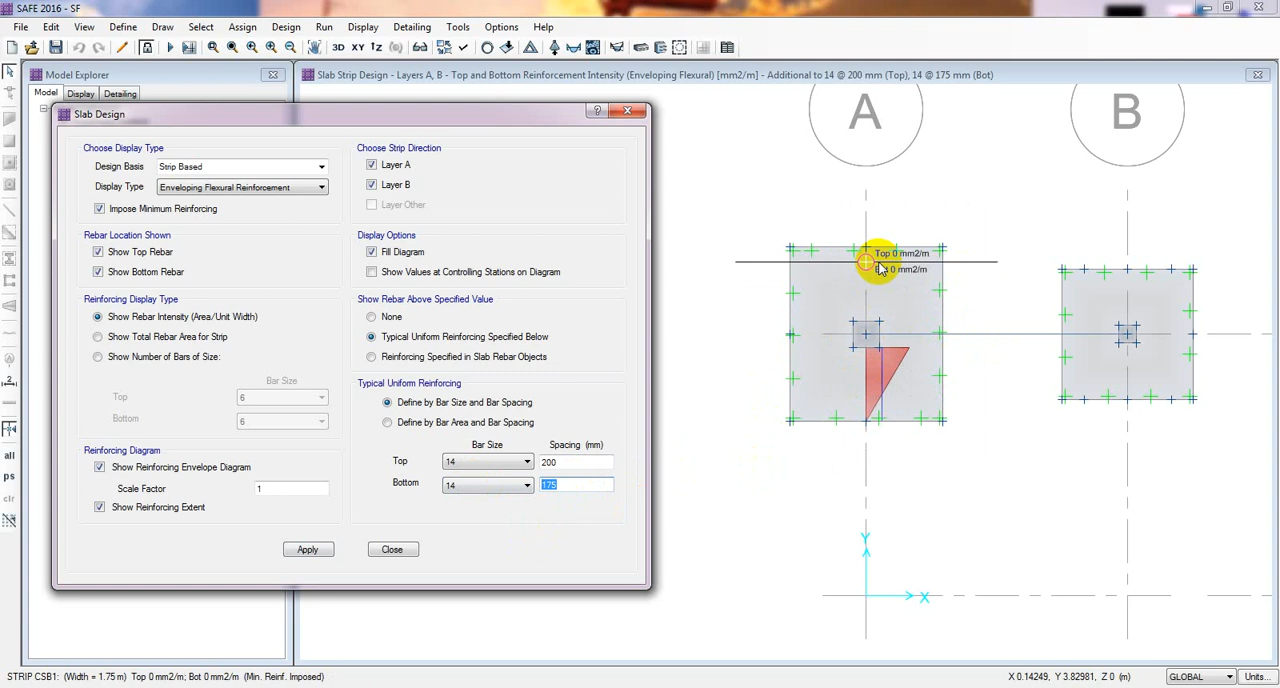 SAFE 2016 - SF
File Edit View Define Draw Select Assign Design Run Display Detailing Tools Options Help
3D XY
Model Explorer
Slab Strip Design - Layers A, B - Top and Bottom Reinforcement Intensity (Enveloping Flexural) [mm2/m] - Additional to 14 @ 200 mm (Top), 14 @ 175 mm (Bot)
Model Display Detailing
Slab Design
Choose Display Type
Design Basis Strip Based
Display Type Enveloping Flexural Reinforcement
Impose Minimum Reinforcing
Choose Strip Direction
Layer A
Layer B
Layer Other
Rebar Location Shown
Show Top Rebar
Show Bottom Rebar
Display Options
Fill Diagram
Show Values at Controlling Stations on Diagram
Reinforcing Display Type
Show Rebar Intensity (Area/Unit Width)
Show Total Rebar Area for Strip
Show Number of Bars of Size:
Bar Size
Top 6
Bottom 6
Show Rebar Above Specified Value
None
Typical Uniform Reinforcing Specified Below
Reinforcing Specified in Slab Rebar Objects
Typical Uniform Reinforcing
Define by Bar Size and Bar Spacing
Define by Bar Area and Bar Spacing
Bar Size Spacing (mm)
Top 14 200
Bottom 14 175
Reinforcing Diagram
Show Reinforcing Envelope Diagram
Scale Factor 1
Show Reinforcing Extent
Apply Close
A
B
Top 0 mm2/m
0 mm2/m
Y
X
all
ps
clr
STRIP CSB1: (Width = 1.75 m) Top 0 mm2/m; Bot 0 mm2/m (Min. Reinf. Imposed)
X 0.14249, Y 3.82981, Z 0 (m)
GLOBAL
Units...